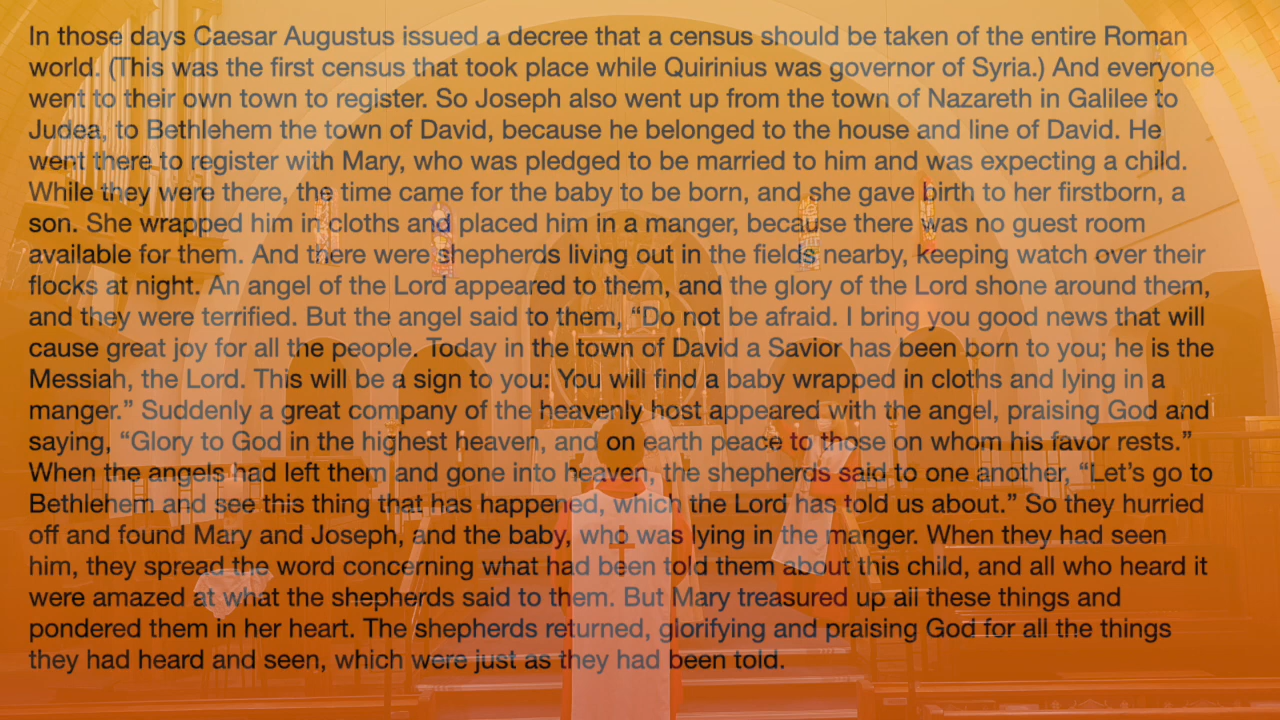 In those days Caesar Augustus issued a decree that a census should be taken of the entire Roman
world. (This was the first census that took place while Quirinius was governor of Syria.) And everyone
went to their own town to register. So Joseph also went up from the town of Nazareth in Galilee to
Judea, to Bethlehem the town of David, because he belonged to the house and line of David. He
went there to register with Mary, who was pledged to be married to him and was expecting a child.
While they were there, the time came for the baby to be born, and she gave birth to her firstborn, a
son. She wrapped him in cloths and placed him in a manger, because there was no guest room
available for them. And there were shepherds living out in the fields nearby, keeping watch over their
flocks at night. An angel of the Lord appeared to them, and the glory of the Lord shone around them,
and they were terrified. But the angel said to them, “Do not be afraid. I bring you good news that will
cause great joy for all the people. Today in the town of David a Savior has been born to you; he is the
Messiah, the Lord. This will be a sign to you: You will find a baby wrapped in cloths and lying in a
manger.” Suddenly a great company of the heavenly host appeared with the angel, praising God and
saying, “Glory to God in the highest heaven, and on earth peace to those on whom his favor rests.”
When the angels had left them and gone into heaven, the shepherds said to one another, “Let’s go to
Bethlehem and see this thing that has happened, which the Lord has told us about.” So they hurried
off and found Mary and Joseph, and the baby, who was lying in the manger. When they had seen
him, they spread the word concerning what had been told them about this child, and all who heard it
were amazed at what the shepherds said to them. But Mary treasured up all these things and
pondered them in her heart. The shepherds returned, glorifying and praising God for all the things
they had heard and seen, which were just as they had been told.